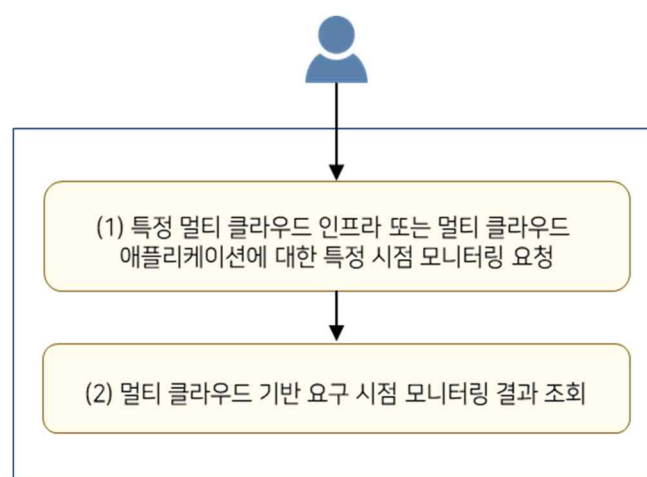 (1) 특정 멀티 클라우드 인프라 또는 멀티 클라우드
애플리케이션에 대한 특정 시점 모니터링 요청
(2) 멀티 클라우드 기반 요구 시점 모니터링 결과 조회